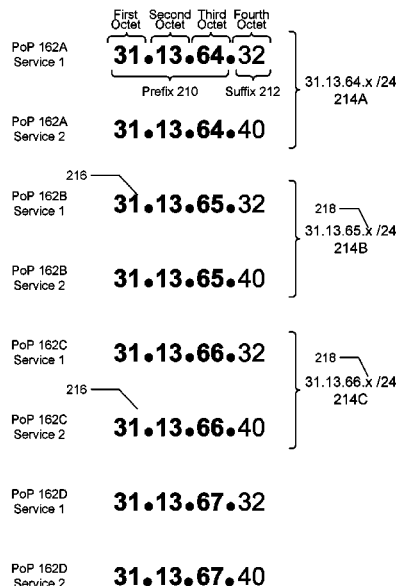 First Second Third Fourth
Octet Octet Octet Octet
PoP 162A
Service 1
31.13.64.32
Prefix 210 Suffix 212
31.13.64.x /24
214A
PoP 162A
Service 2
31.13.64.40
216
PoP 162B
Service 1
31.13.65.32
218
31.13.65.x /24
214B
PoP 162B
Service 2
31.13.65.40
PoP 162C
Service 1
31.13.66.32
218
31.13.66.x /24
214C
216
PoP 162C
Service 2
31.13.66.40
PoP 162D
Service 1
31.13.67.32
PoP 162D
Service 2
31.13.67.40